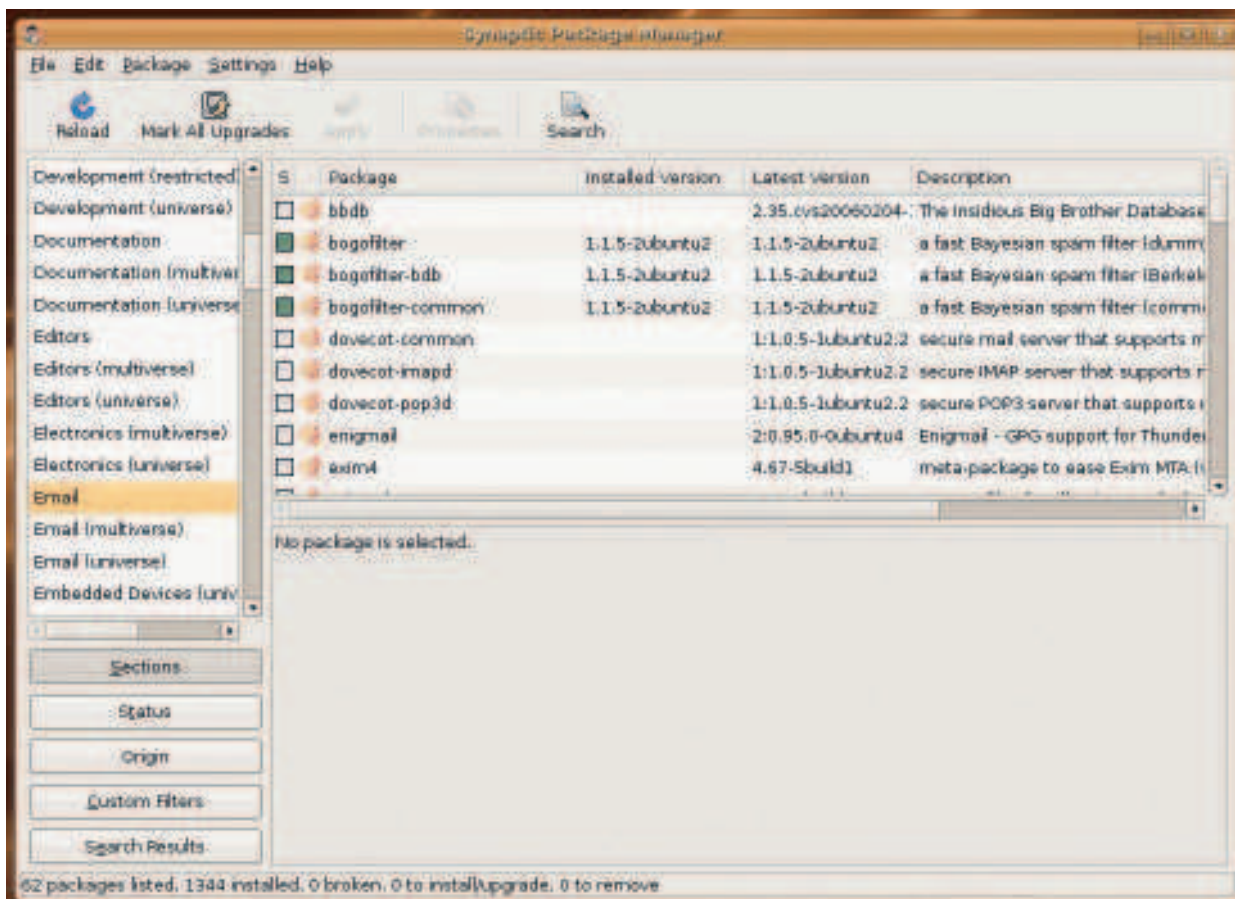 Synaptic Package Manager
File Edit Package Settings Help
Reload Mark All Upgrades Apply Properties Search
S Package Installed Version Latest Version Description
Development (restricted)
Development (universe)
Documentation
Documentation (multiver
Documentation (universe
Editors
Editors (multiverse)
Editors (universe)
Electronics (multiverse)
Electronics (universe)
Email
Email (multiverse)
Email (universe)
Embedded Devices (univ
bbdb 2.35.cvs20060204-. The Insidious Big Brother Database
bogofilter 1.1.5-2ubuntu2 1.1.5-2ubuntu2 a fast Bayesian spam filter (dumm
bogofilter-bdb 1.1.5-2ubuntu2 1.1.5-2ubuntu2 a fast Bayesian spam filter (Berkel
bogofilter-common 1.1.5-2ubuntu2 1.1.5-2ubuntu2 a fast Bayesian spam filter (comm
dovecot-common 1:1.0.5-1ubuntu2.2 secure mail server that supports m
dovecot-imapd 1:1.0.5-1ubuntu2.2 secure IMAP server that supports
dovecot-pop3d 1:1.0.5-1ubuntu2.2 secure POP3 server that supports
enigmail 2:0.95.0-0ubuntu4 Enigmail - GPG support for Thunder
exim4 4.67-5build1 meta-package to ease Exim MTA
No package is selected.
Sections
Status
Origin
Custom Filters
Search Results
62 packages listed, 1344 installed, 0 broken. 0 to install/upgrade, 0 to remove